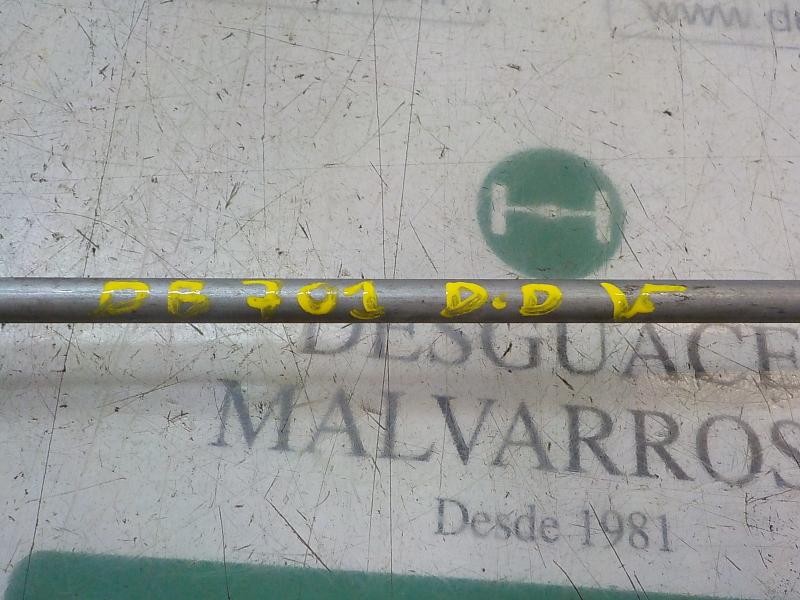 www.de
DB 701 D.D V
DESGUACE
MALVARROS
Desde 1981